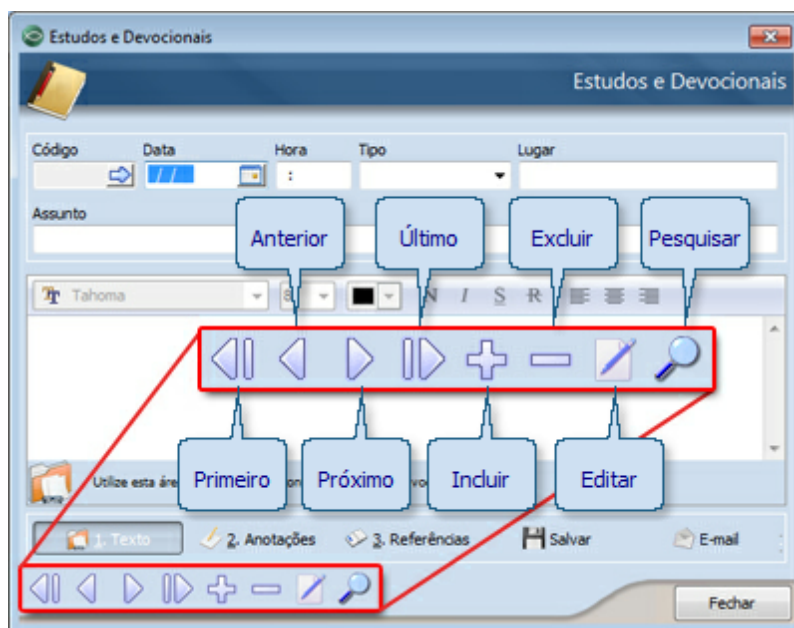 Estudos e Devocionais
Estudos e Devocionais
Código Data Hora Tipo Lugar
/ / :
Assunto
Anterior Último Excluir Pesquisar
Tahoma N I S R
Primeiro Próximo Incluir Editar
Utilize esta
1. Texto 2. Anotações 3. Referências Salvar E-mail
Fechar